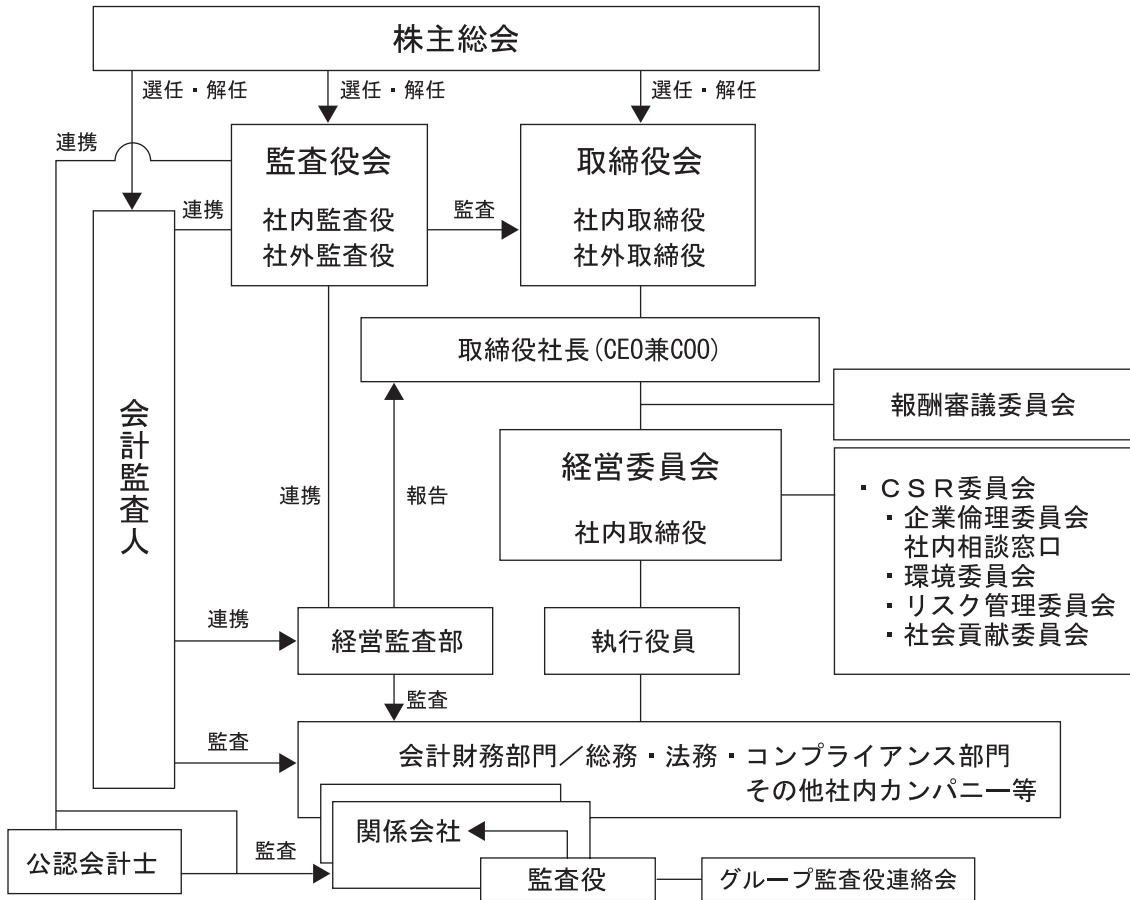 株主総会
選任・解任
選任・解任
選任・解任
連携
監査役会
社内監査役
社外監査役
連携
監査
取締役会
社内取締役
社外取締役
取締役社長(CEO兼COO)
報酬審議委員会
会計監査人
連携
報告
経営委員会
社内取締役
・CSR委員会
・企業倫理委員会
社内相談窓口
・環境委員会
・リスク管理委員会
・社会貢献委員会
連携
経営監査部
執行役員
監査
監査
会計財務部門／総務・法務・コンプライアンス部門
その他社内カンパニー等
関係会社
公認会計士
監査
監査役
グループ監査役連絡会